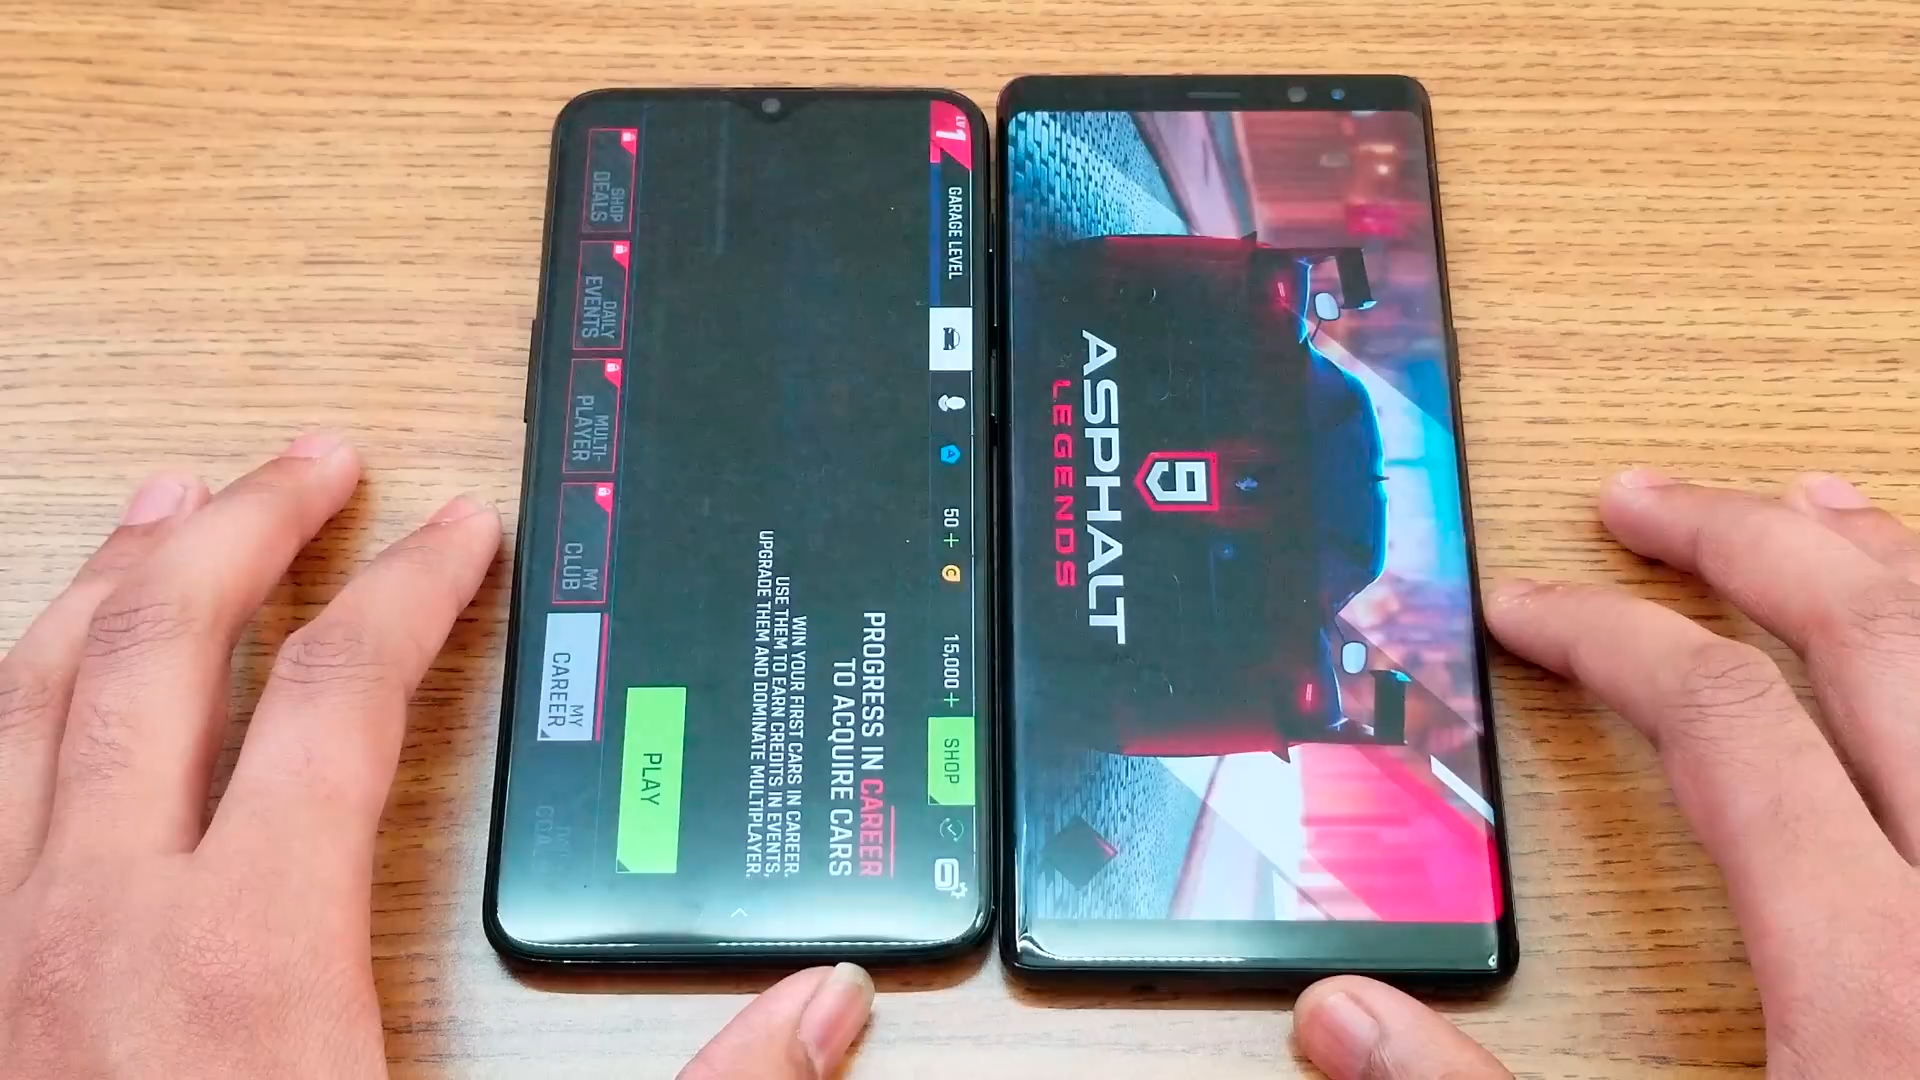 LV
1
GARAGE LEVEL
50 +
15,000 +
SHOP
PROGRESS IN CAREER
TO ACQUIRE CARS
WIN YOUR FIRST CARS IN CAREER.
USE THEM TO EARN CREDITS IN EVENTS,
UPGRADE THEM AND DOMINATE MULTIPLAYER.
PLAY
SHOP
DEALS
DAILY
EVENTS
MULTI-
PLAYER
MY
CLUB
MY
CAREER
9
ASPHALT
LEGENDS